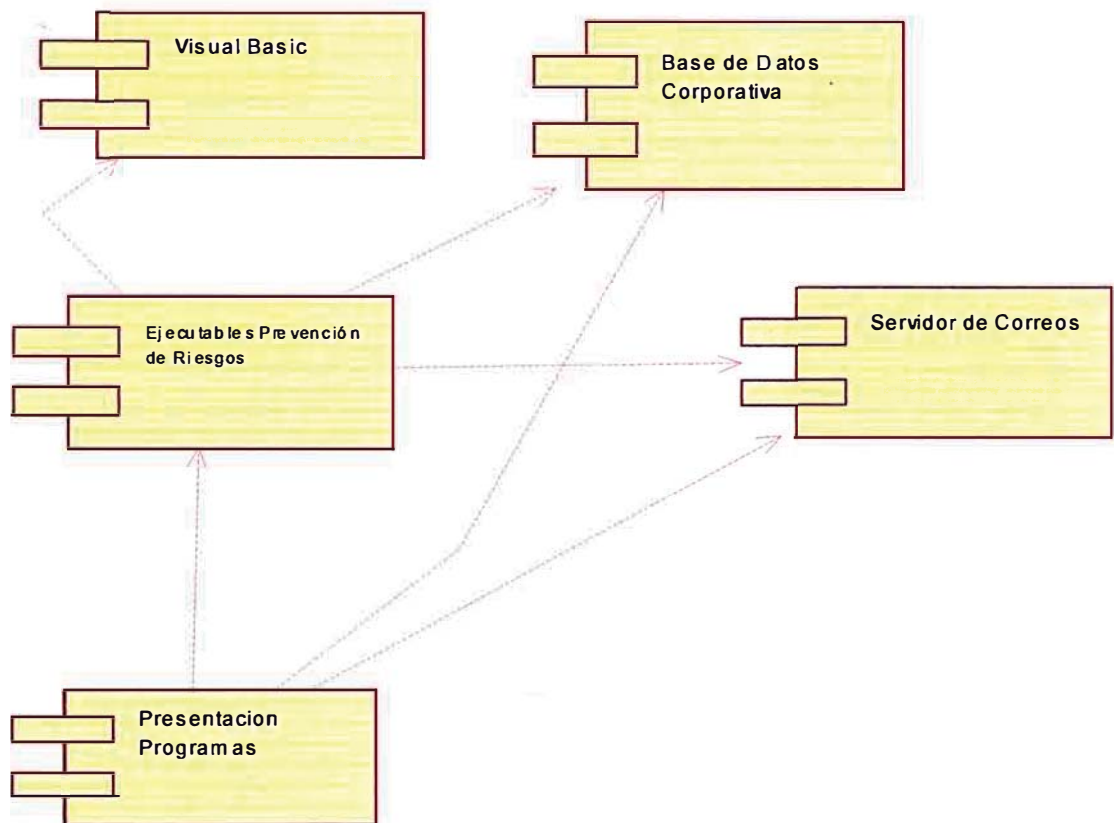 Visual Basic
Base de Datos
Corporativa
Ejecutables Prevención
de Riesgos
Servidor de Correos
Presentacion
Programas